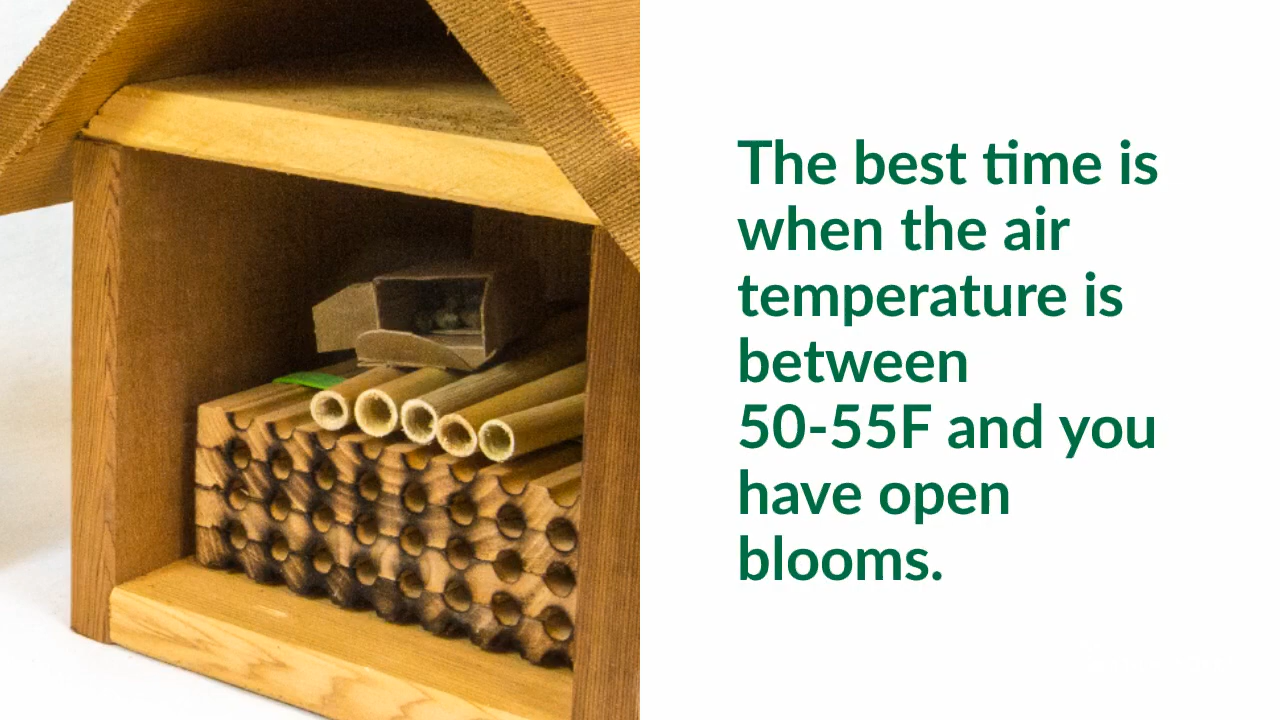 The best time is
when the air
temperature is
between
50-55F and you
have open
blooms.